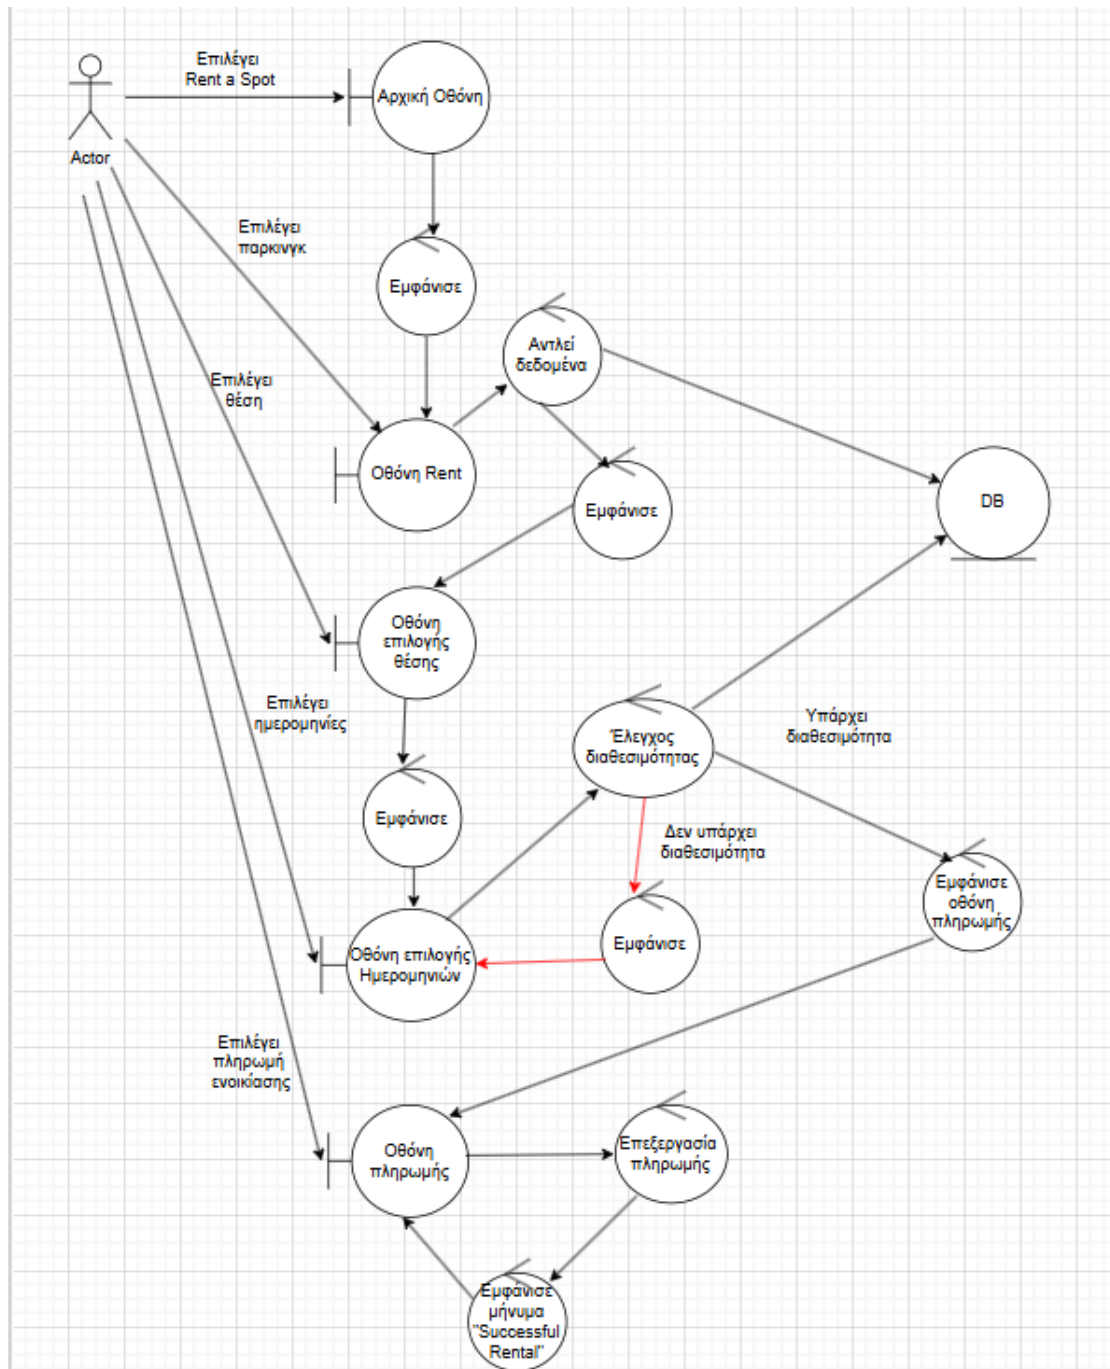 Επιλέγει
Rent a Spot
Αρχική Οθόνη
Actor
Επιλέγει
παρκινγκ
Εμφάνισε
Αντλεί
δεδομένα
Επιλέγει
θέση
Οθόνη Rent
Εμφάνισε
DB
Οθόνη
επιλογής
θέσης
Επιλέγει
ημερομηνίες
Έλεγχος
διαθεσιμότητας
Υπάρχει
διαθεσιμότητα
Εμφάνισε
Δεν υπάρχει
διαθεσιμότητα
Εμφάνισε
οθόνη
πληρωμής
Εμφάνισε
Οθόνη επιλογής
Ημερομηνιών
Επιλέγει
πληρωμή
ενοικίασης
Οθόνη
πληρωμής
Επεξεργασία
πληρωμής
Εμφάνισε
μήνυμα
"Successful
Rental"